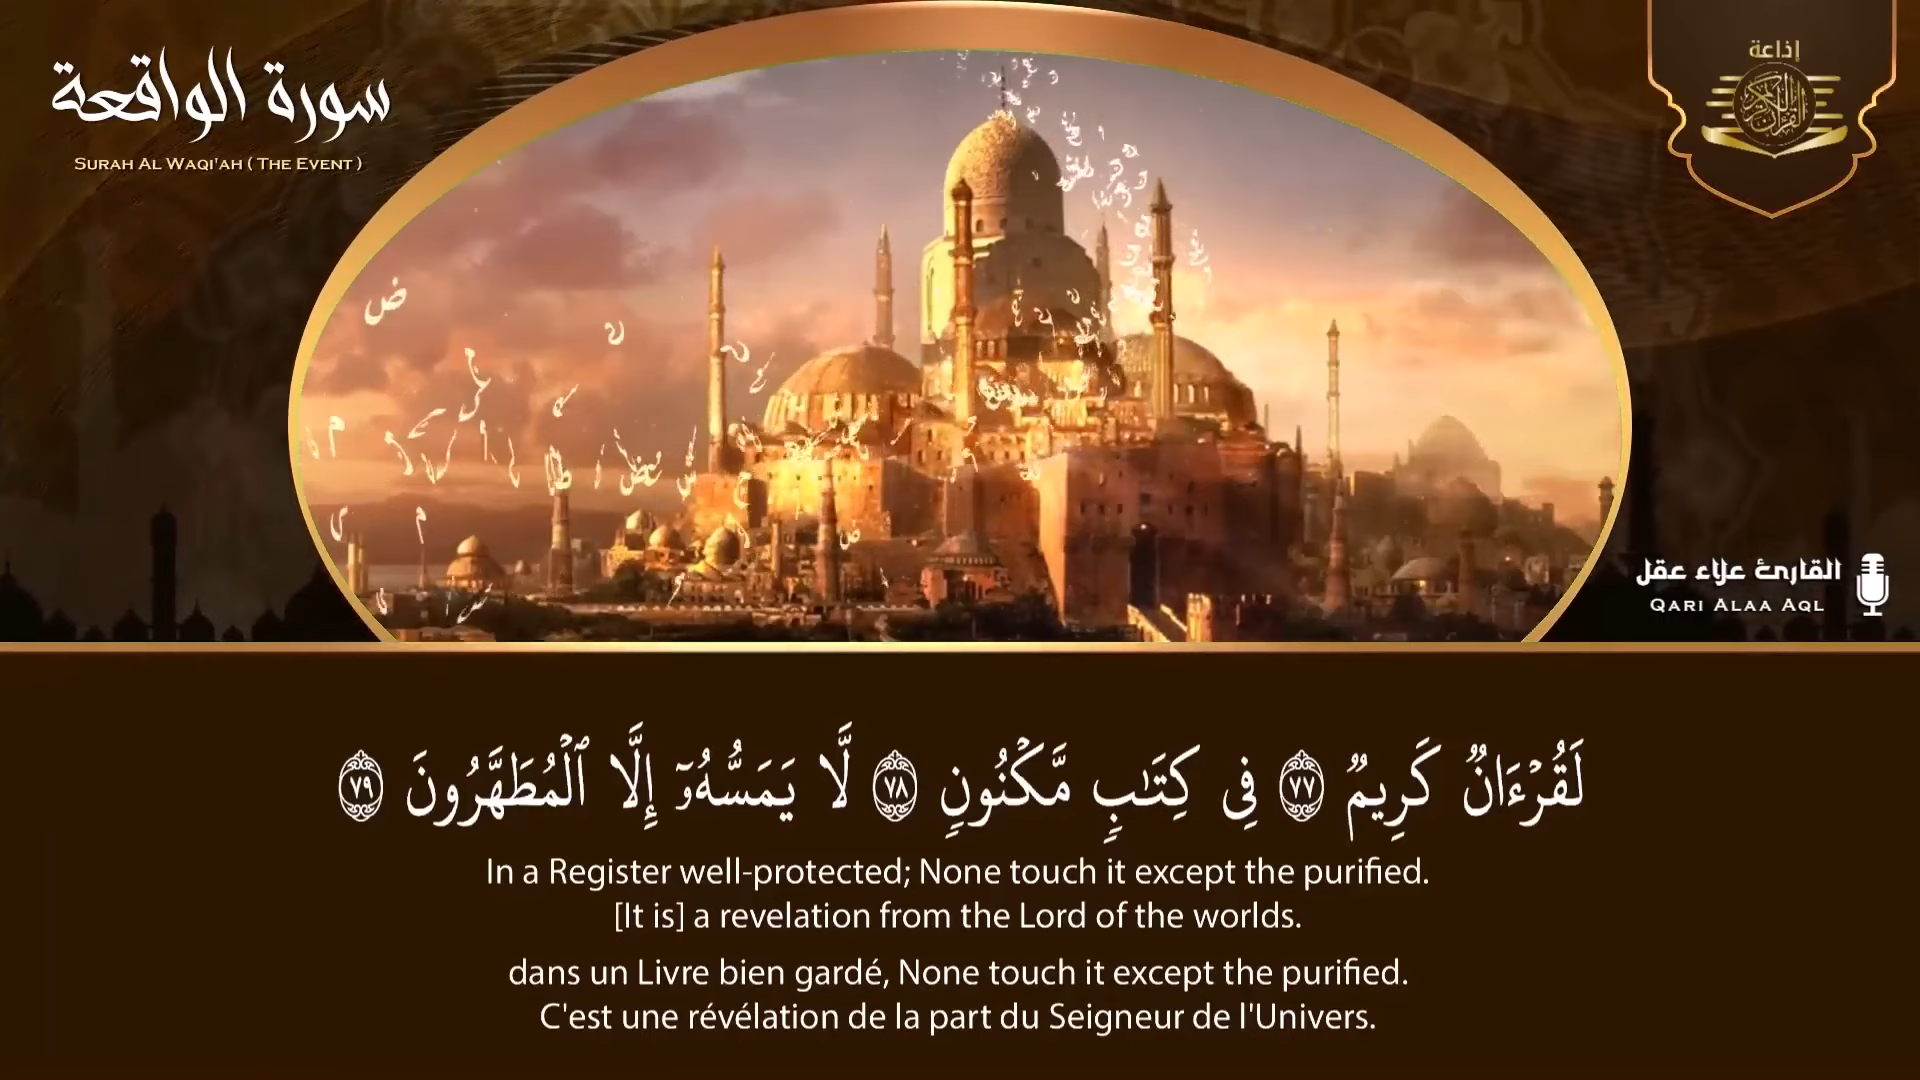 سورة الواقعة
SURAH AL WAQI'AH ( THE EVENT )
إذاعة
القرآن الكريم
القارئ علاء عقل
QARI ALAA AQL
لَقُرْءَانٌ كَرِيمٌ ٧٧ فِى كِتَٰبٍ مَّكْنُونٍ ٧٨ لَّا يَمَسُّهُۥٓ إِلَّا ٱلْمُطَهَّرُونَ ٧٩
In a Register well-protected; None touch it except the purified.
[It is] a revelation from the Lord of the worlds.
dans un Livre bien gardé, None touch it except the purified.
C'est une révélation de la part du Seigneur de l'Univers.